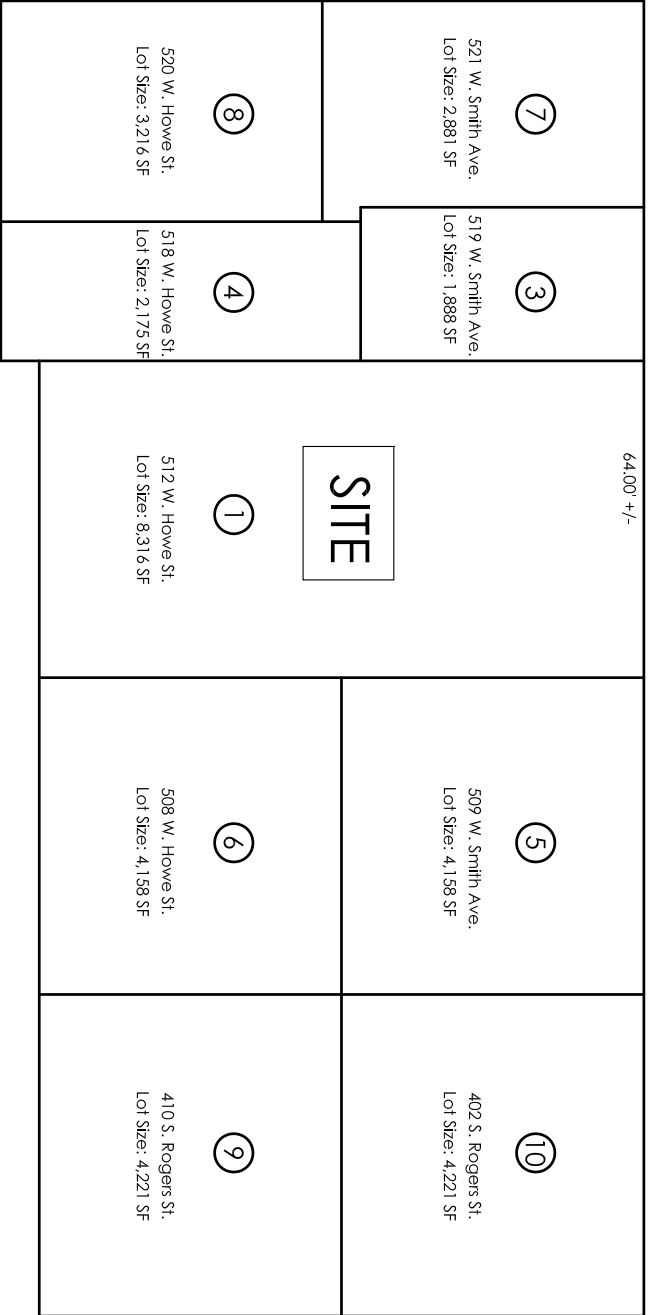 64.00' +/-
7
521 W. Smith Ave.
Lot Size: 2,881 SF
3
519 W. Smith Ave.
Lot Size: 1,888 SF
5
509 W. Smith Ave.
Lot Size: 4,158 SF
10
402 S. Rogers St.
Lot Size: 4,221 SF
SITE
8
520 W. Howe St.
Lot Size: 3,216 SF
4
518 W. Howe St.
Lot Size: 2,175 SF
1
512 W. Howe St.
Lot Size: 8,316 SF
6
508 W. Howe St.
Lot Size: 4,158 SF
9
410 S. Rogers St.
Lot Size: 4,221 SF